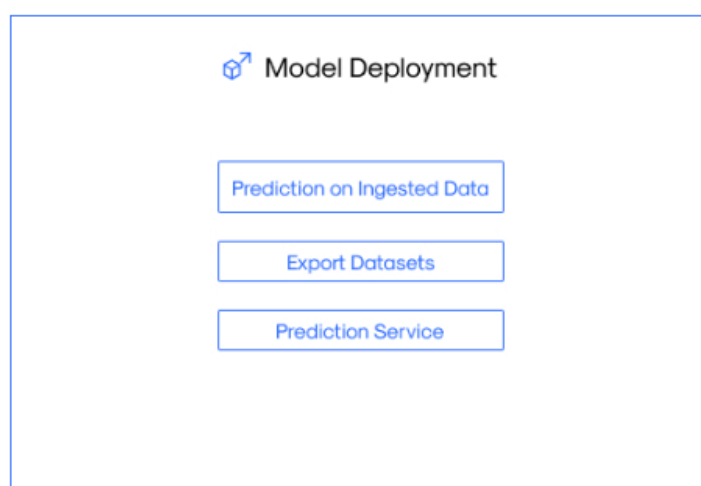 Model Deployment
Prediction on Ingested Data
Export Datasets
Prediction Service